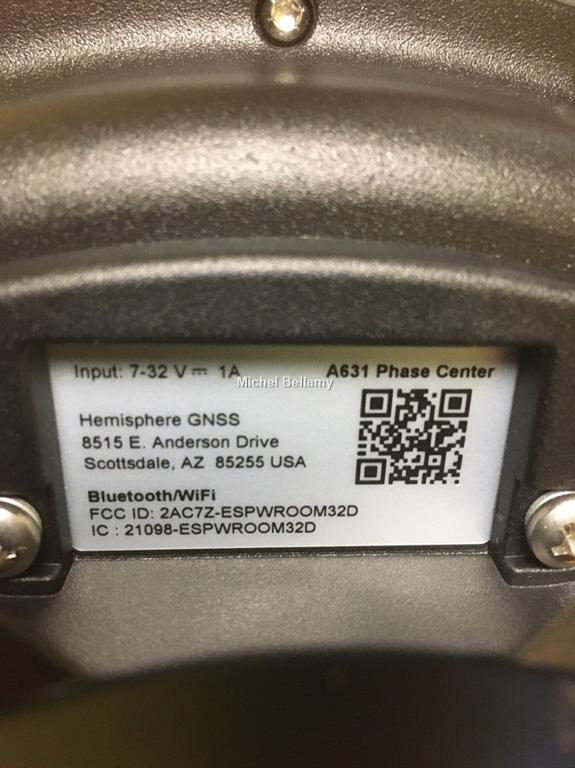 Input: 7-32 V ⎓ 1A
A631 Phase Center
Michel Bellamy
Hemisphere GNSS
8515 E. Anderson Drive
Scottsdale, AZ 85255 USA
Bluetooth/WiFi
FCC ID: 2AC7Z-ESPWROOM32D
IC : 21098-ESPWROOM32D